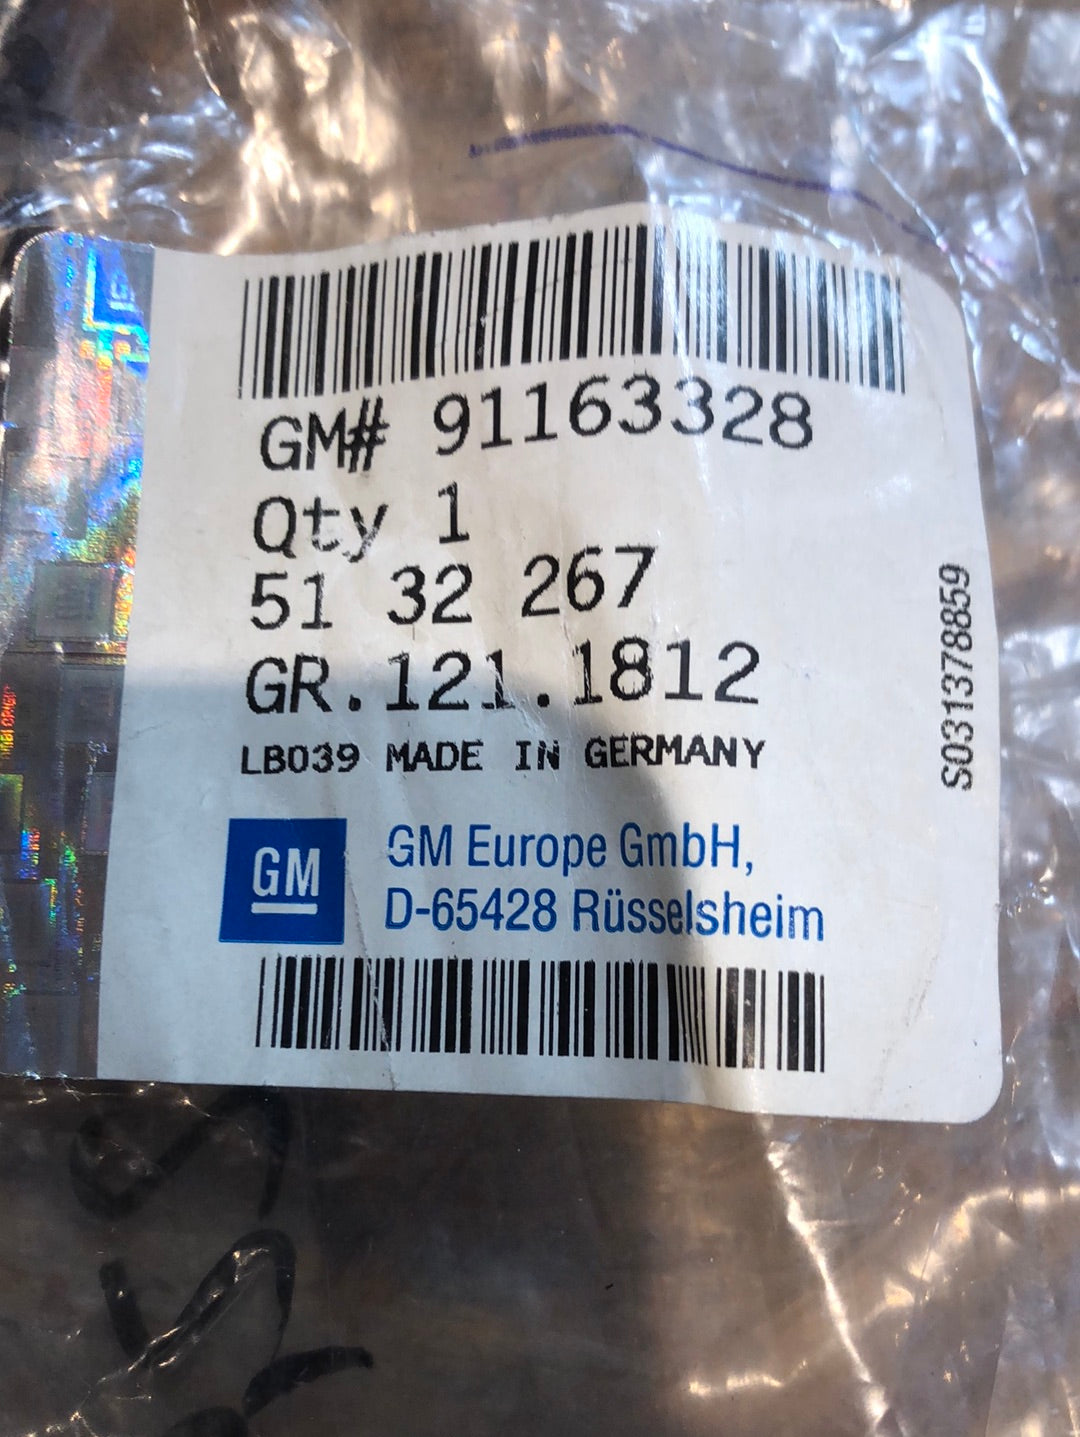 GM# 91163328
Qty 1
51 32 267
GR.121.1812
LB039 MADE IN GERMANY
GM
GM Europe GmbH,
D-65428 Rüsselsheim
S031378859